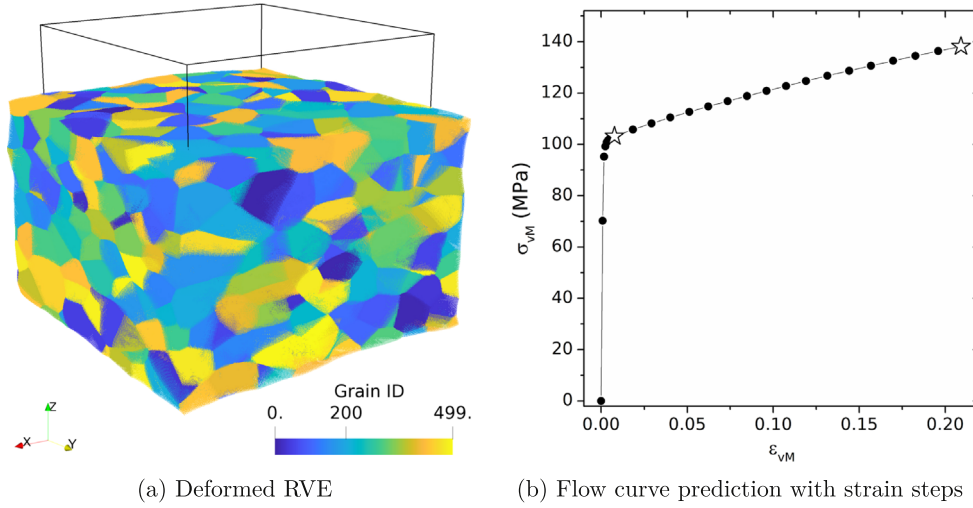 Grain ID
0. 200 499.
Z
X Y
(a) Deformed RVE
140
120
100
80
60
40
20
0
σvM (MPa)
0.00 0.05 0.10 0.15 0.20
εvM
(b) Flow curve prediction with strain steps